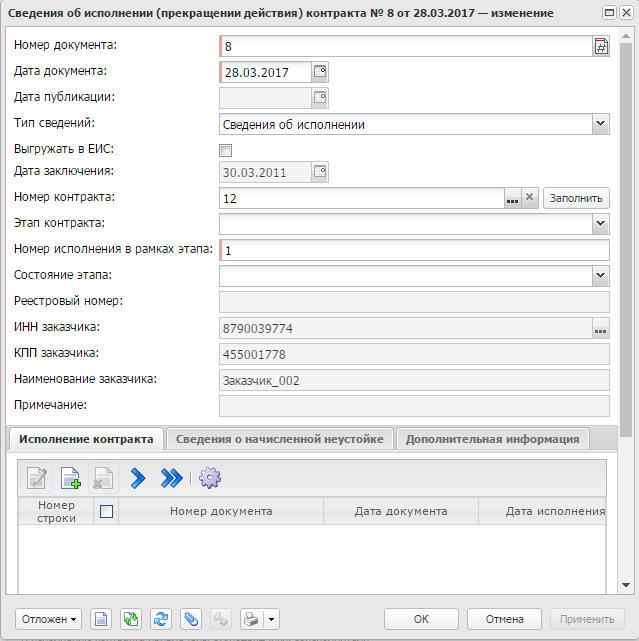 Сведения об исполнении (прекращении действия) контракта № 8 от 28.03.2017 — изменение
Номер документа: 8
Дата документа: 28.03.2017
Дата публикации:
Тип сведений: Сведения об исполнении
Выгружать в ЕИС:
Дата заключения: 30.03.2011
Номер контракта: 12 ... Заполнить
Этап контракта:
Номер исполнения в рамках этапа: 1
Состояние этапа:
Реестровый номер:
ИНН заказчика: 8790039774 ...
КПП заказчика: 455001778
Наименование заказчика: Заказчик_002
Примечание:
Исполнение контракта Сведения о начисленной неустойке Дополнительная информация
Номер строки Номер документа Дата документа Дата исполнения
Отложен OK Отмена Применить